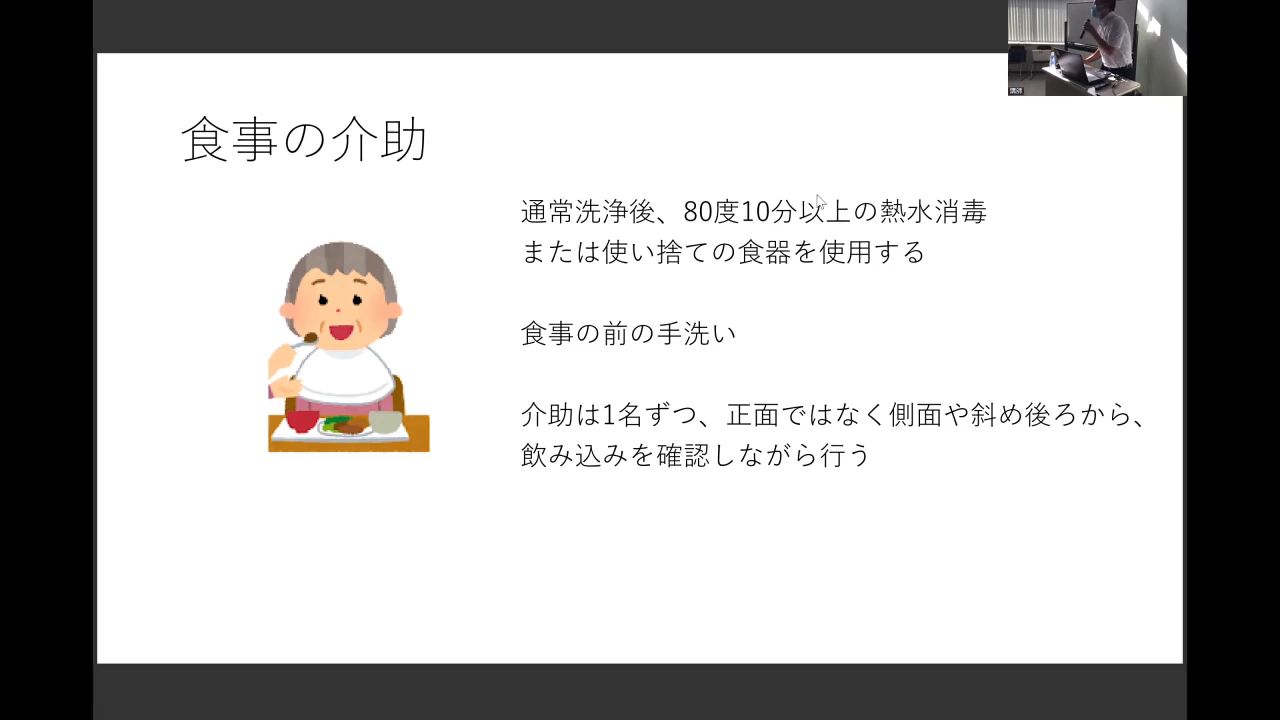 食事の介助
通常洗浄後、80度10分以上の熱水消毒
または使い捨ての食器を使用する
食事の前の手洗い
介助は1名ずつ、正面ではなく側面や斜め後ろから、
飲み込みを確認しながら行う
講師